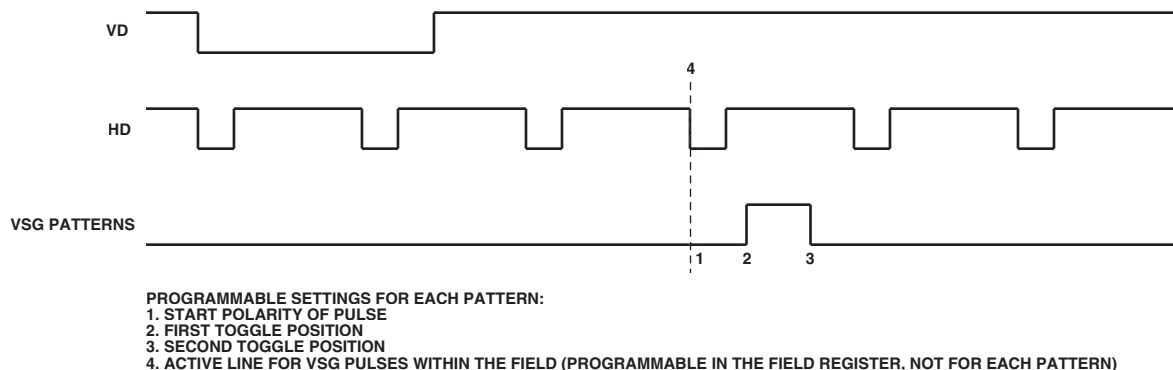 VD
4
HD
VSG PATTERNS
1 2 3
PROGRAMMABLE SETTINGS FOR EACH PATTERN:
1. START POLARITY OF PULSE
2. FIRST TOGGLE POSITION
3. SECOND TOGGLE POSITION
4. ACTIVE LINE FOR VSG PULSES WITHIN THE FIELD (PROGRAMMABLE IN THE FIELD REGISTER, NOT FOR EACH PATTERN)